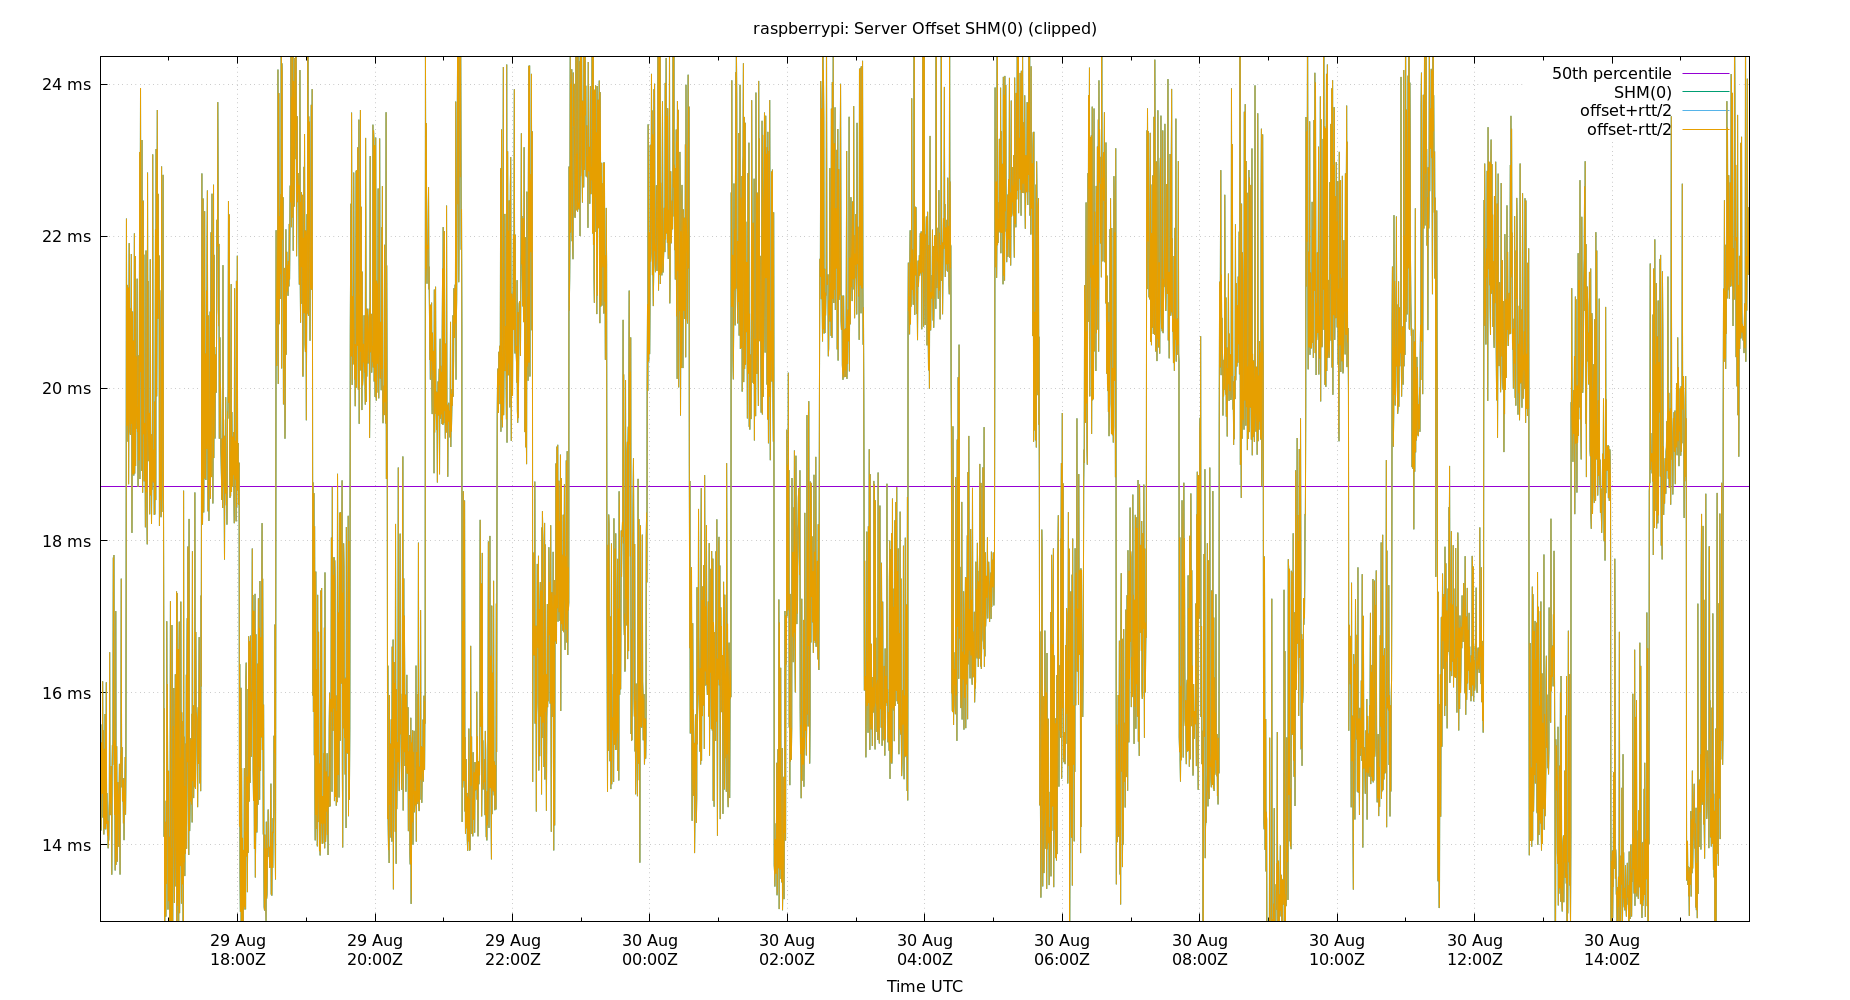 raspberrypi: Server Offset SHM(0) (clipped)
50th percentile
SHM(0)
offset+rtt/2
offset-rtt/2
24 ms
22 ms
20 ms
18 ms
16 ms
14 ms
29 Aug 29 Aug 29 Aug 30 Aug 30 Aug 30 Aug 30 Aug 30 Aug 30 Aug 30 Aug 30 Aug
18:00Z 20:00Z 22:00Z 00:00Z 02:00Z 04:00Z 06:00Z 08:00Z 10:00Z 12:00Z 14:00Z
Time UTC